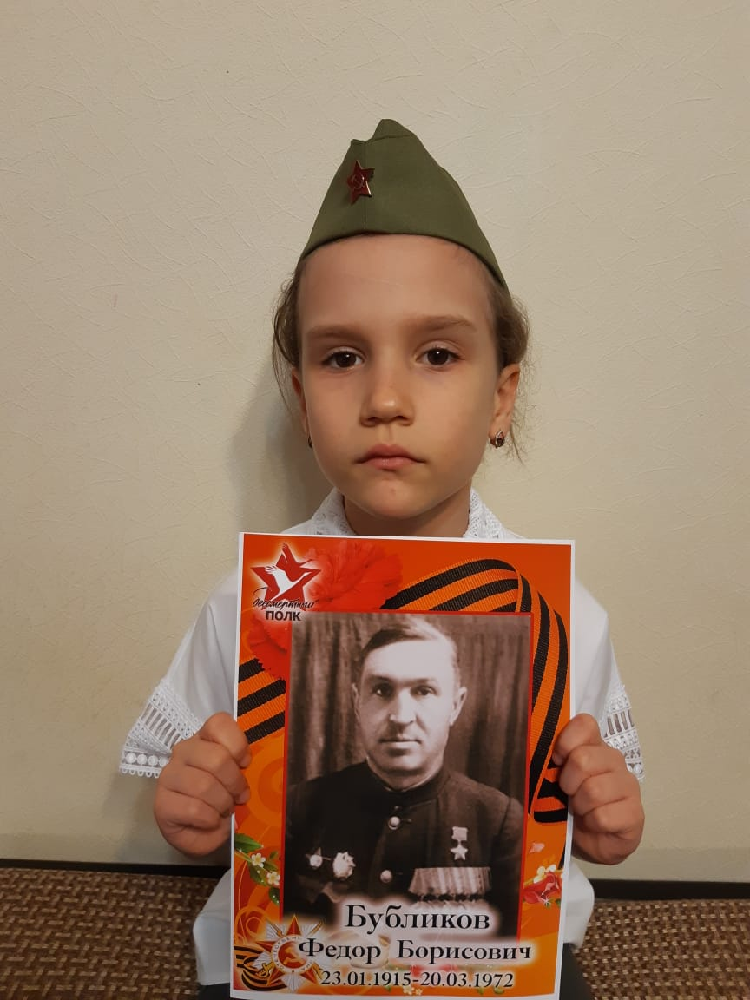 бессмертный
ПОЛК
Бубликов
Федор Борисович
23.01.1915-20.03.1972